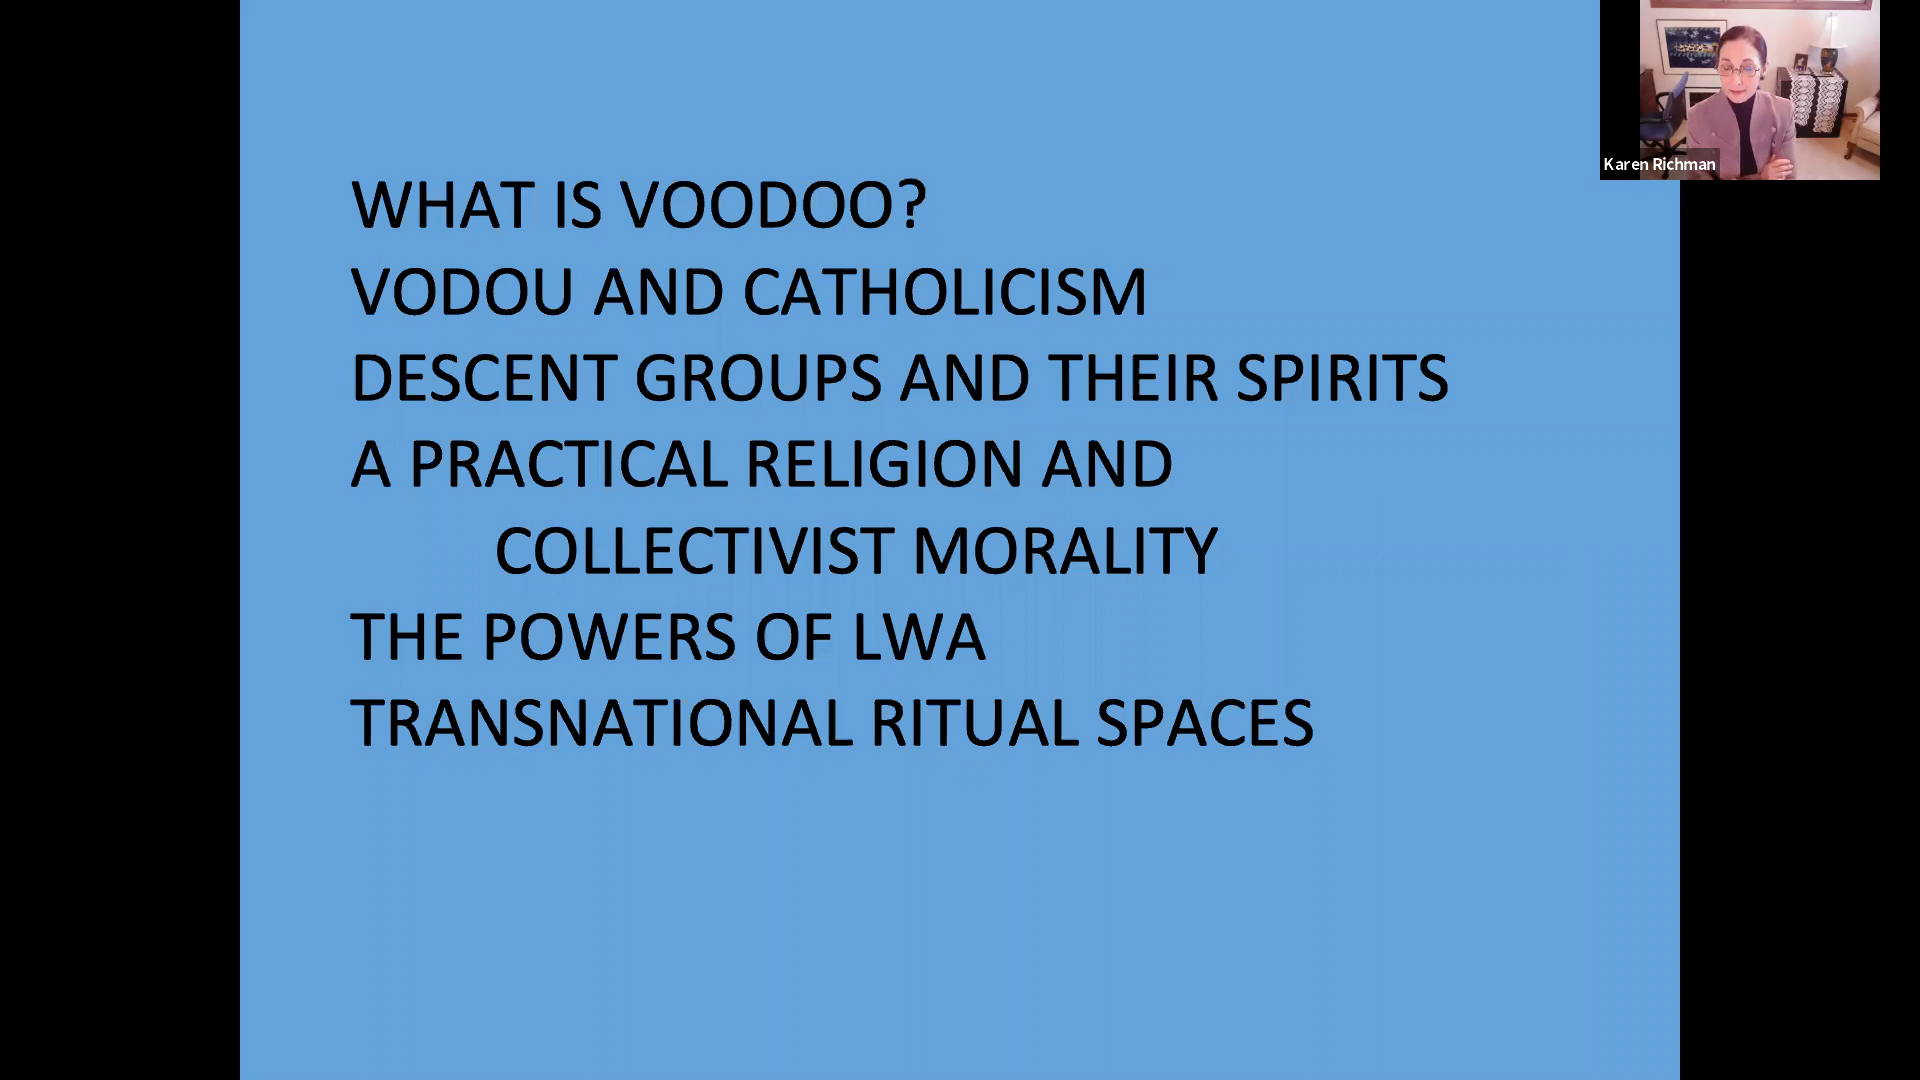 WHAT IS VOODOO?
VODOU AND CATHOLICISM
DESCENT GROUPS AND THEIR SPIRITS
A PRACTICAL RELIGION AND
COLLECTIVIST MORALITY
THE POWERS OF LWA
TRANSNATIONAL RITUAL SPACES
Karen Richman